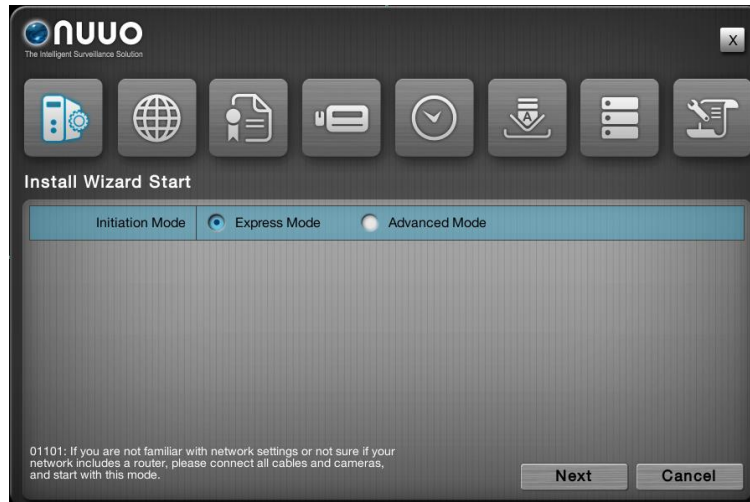 nuuo
The Intelligent Surveillance Solution
X
A
Install Wizard Start
Initiation Mode Express Mode Advanced Mode
01101: If you are not familiar with network settings or not sure if your
network includes a router, please connect all cables and cameras,
and start with this mode.
Next Cancel